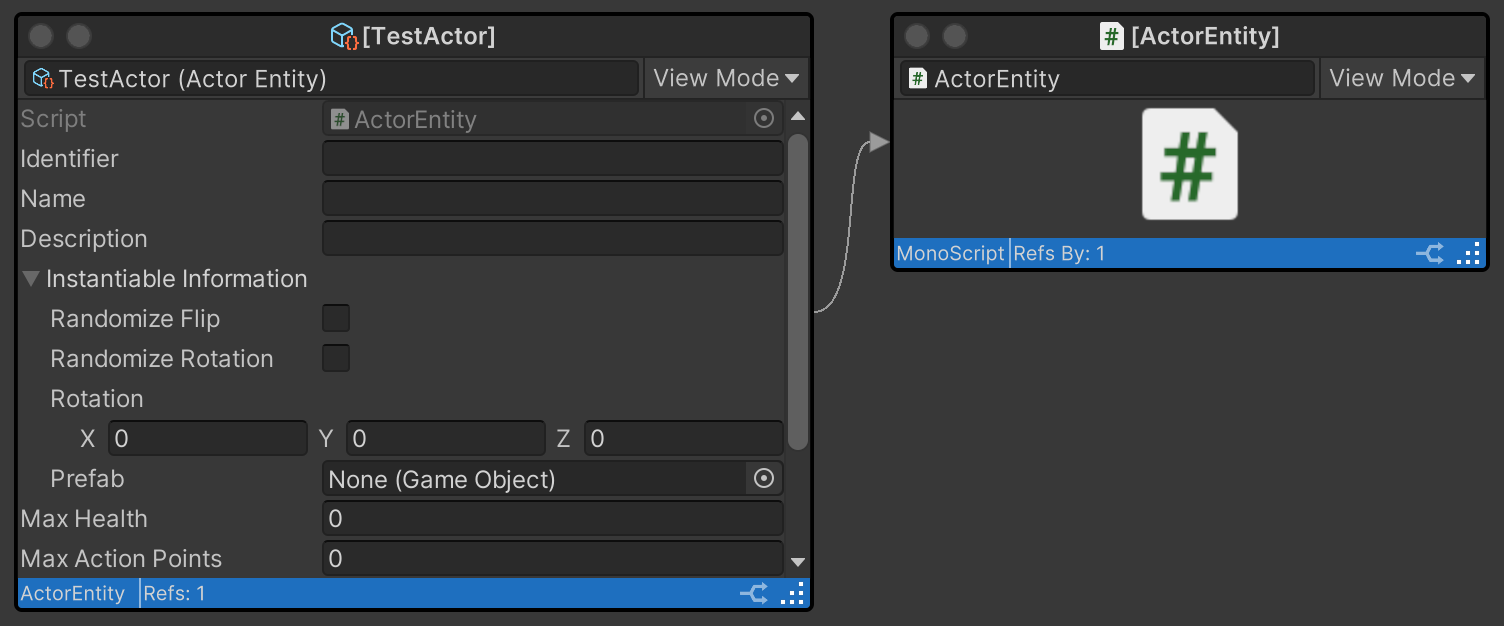 [TestActor]
TestActor (Actor Entity) View Mode
Script # ActorEntity
Identifier
Name
Description
Instantiable Information
Randomize Flip
Randomize Rotation
Rotation
X 0 Y 0 Z 0
Prefab None (Game Object)
Max Health 0
Max Action Points 0
ActorEntity Refs: 1
# [ActorEntity]
# ActorEntity View Mode
#
MonoScript Refs By: 1